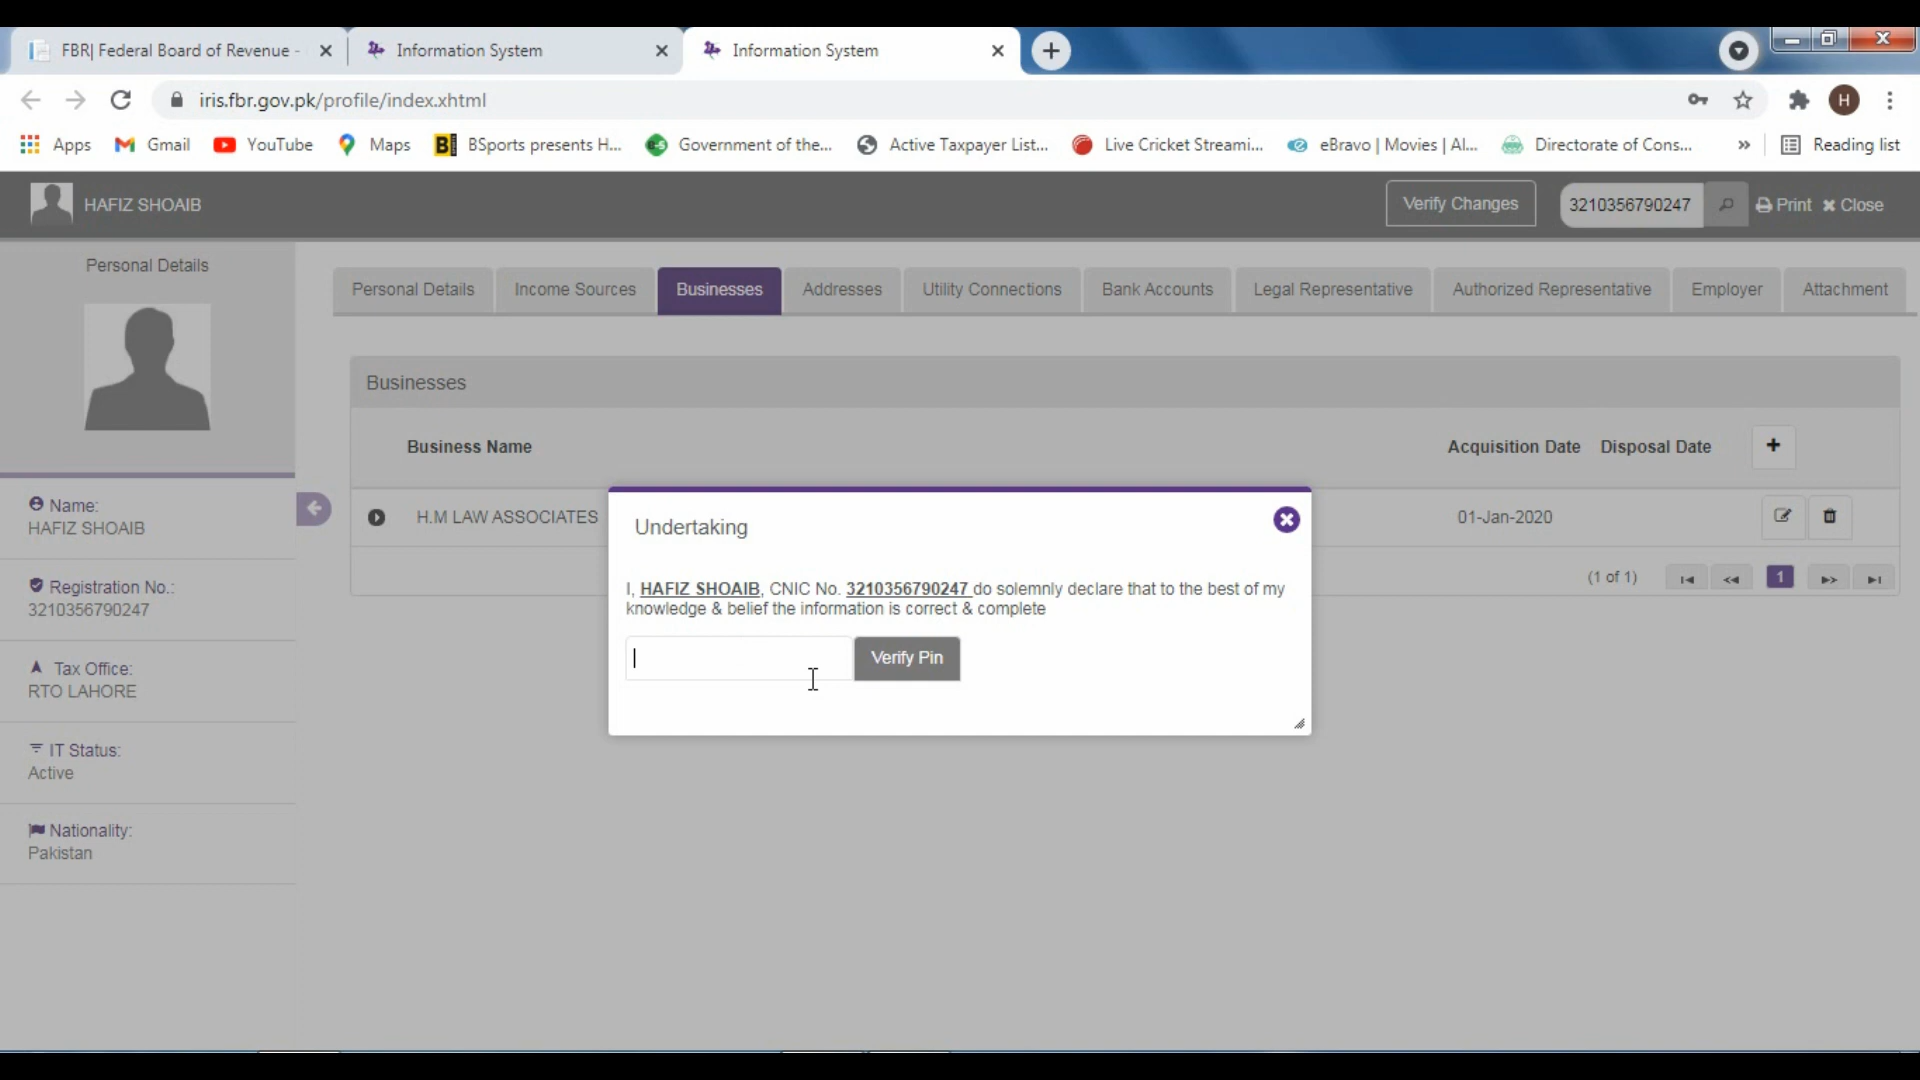 FBR| Federal Board of Revenue -
Information System
Information System
iris.fbr.gov.pk/profile/index.xhtml
H
Apps
Gmail
YouTube
Maps
BSports presents H...
Government of the...
Active Taxpayer List...
Live Cricket Streami...
eBravo | Movies | Al...
Directorate of Cons...
»
Reading list
HAFIZ SHOAIB
Verify Changes
3210356790247
Print
Close
Personal Details
Personal Details
Income Sources
Businesses
Addresses
Utility Connections
Bank Accounts
Legal Representative
Authorized Representative
Employer
Attachment
Businesses
Business Name
Acquisition Date
Disposal Date
H.M LAW ASSOCIATES
01-Jan-2020
(1 of 1)
1
Name:
HAFIZ SHOAIB
Registration No.:
3210356790247
Tax Office:
RTO LAHORE
IT Status:
Active
Nationality:
Pakistan
Undertaking
I, HAFIZ SHOAIB, CNIC No. 3210356790247 do solemnly declare that to the best of my
knowledge & belief the information is correct & complete
Verify Pin